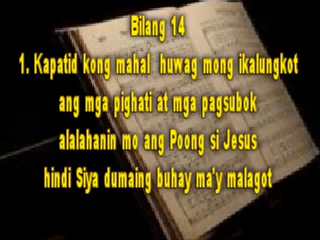 Bilang 14
1. Kapatid kong mahal huwag mong ikalungkot
ang mga pighati at mga pagsubok
alalahanin mo ang Poong si Jesus
hindi Siya dumaing buhay ma'y malagot